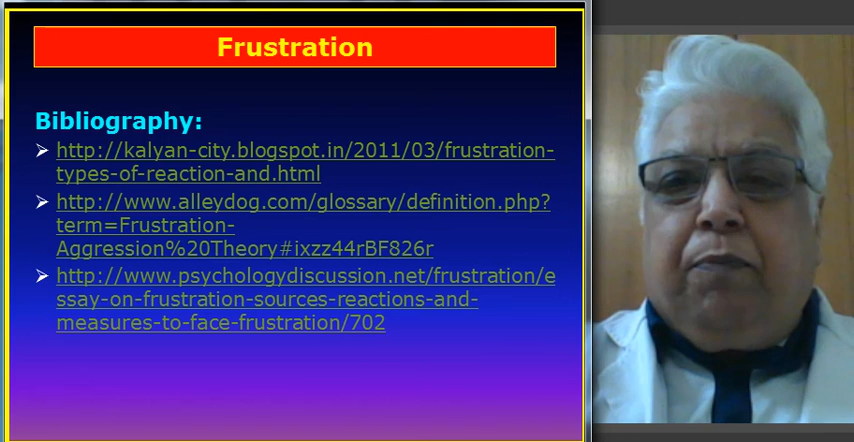 Frustration
Bibliography:
http://kalyan-city.blogspot.in/2011/03/frustration-
types-of-reaction-and.html
http://www.alleydog.com/glossary/definition.php?
term=Frustration-
Aggression%20Theory#ixzz44rBF826r
http://www.psychologydiscussion.net/frustration/e
ssay-on-frustration-sources-reactions-and-
measures-to-face-frustration/702